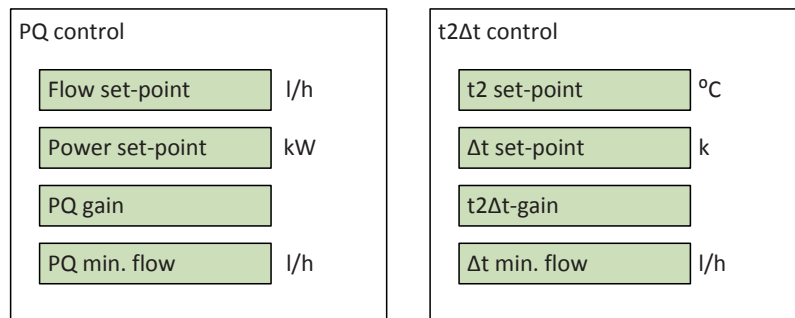 PQ control
Flow set-point l/h
Power set-point kW
PQ gain
PQ min. flow l/h
t2Δt control
t2 set-point ºC
Δt set-point k
t2Δt-gain
Δt min. flow l/h